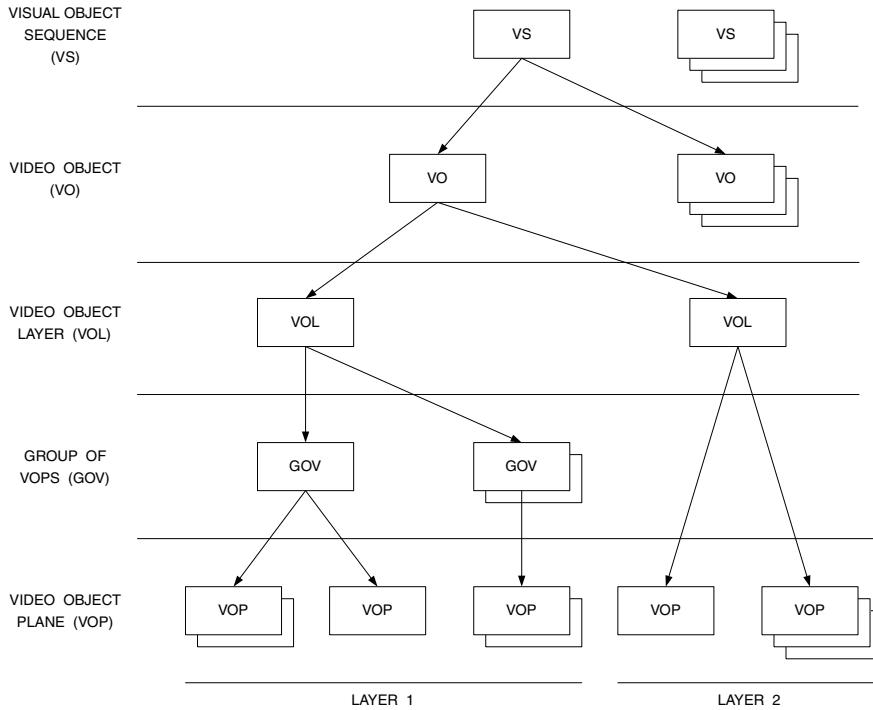 VISUAL OBJECT
SEQUENCE
(VS)
VS
VS
VIDEO OBJECT
(VO)
VO
VO
VIDEO OBJECT
LAYER (VOL)
VOL
VOL
GROUP OF
VOPS (GOV)
GOV
GOV
VIDEO OBJECT
PLANE (VOP)
VOP
VOP
VOP
VOP
VOP
LAYER 1
LAYER 2